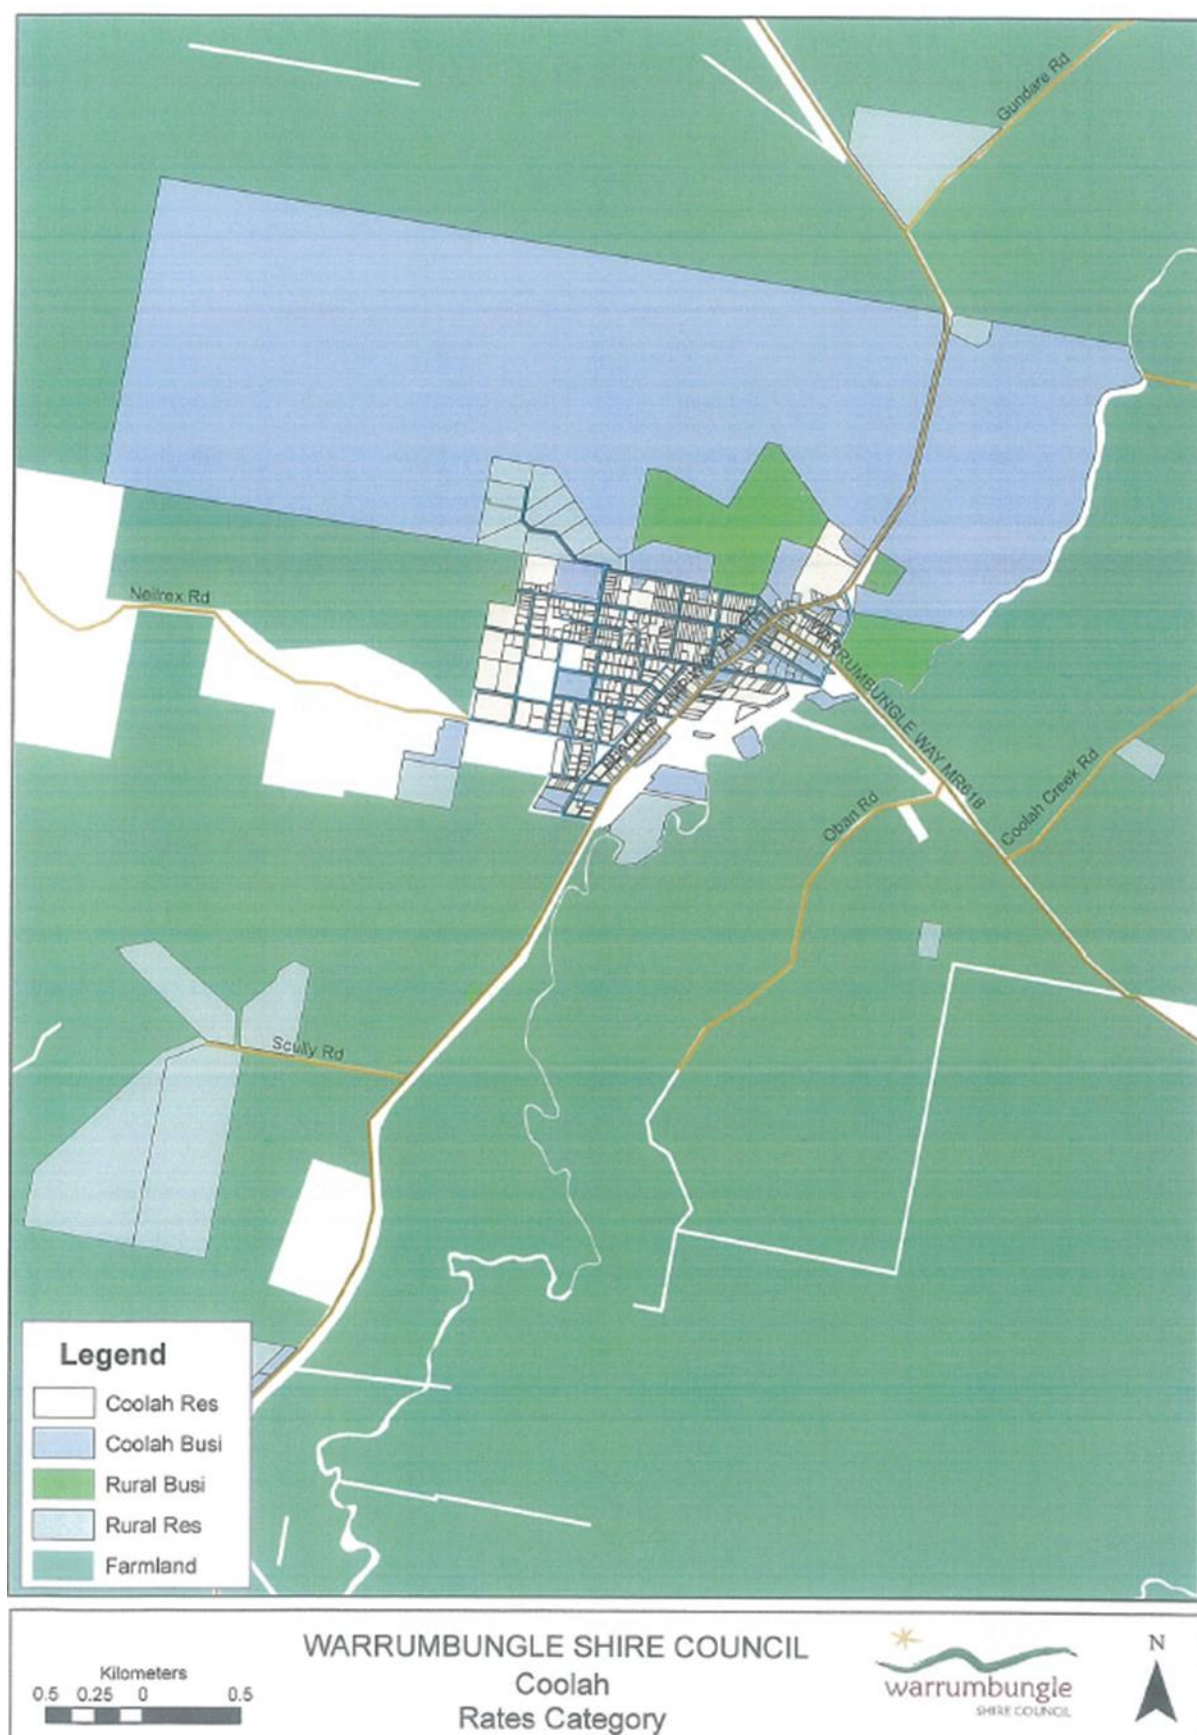 Gundare Rd
Neilrex Rd
WARRUMBUNGLE WAY MR618
Coolah Creek Rd
Oban Rd
Scully Rd
Legend
Coolah Res
Coolah Busi
Rural Busi
Rural Res
Farmland
Kilometers
0.5 0.25 0 0.5
WARRUMBUNGLE SHIRE COUNCIL
Coolah
Rates Category
warrumbungle
SHIRE COUNCIL
N